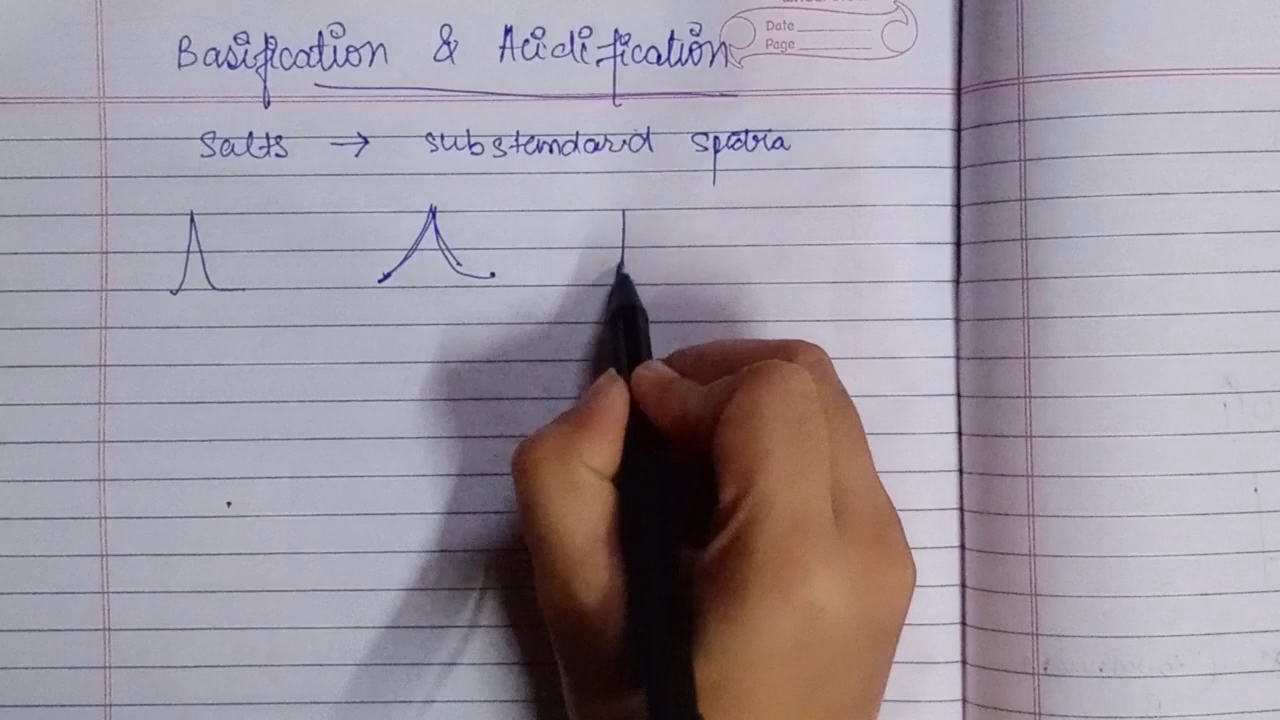 Basification & Acidification
Date
Page
Salts → substandard spectra